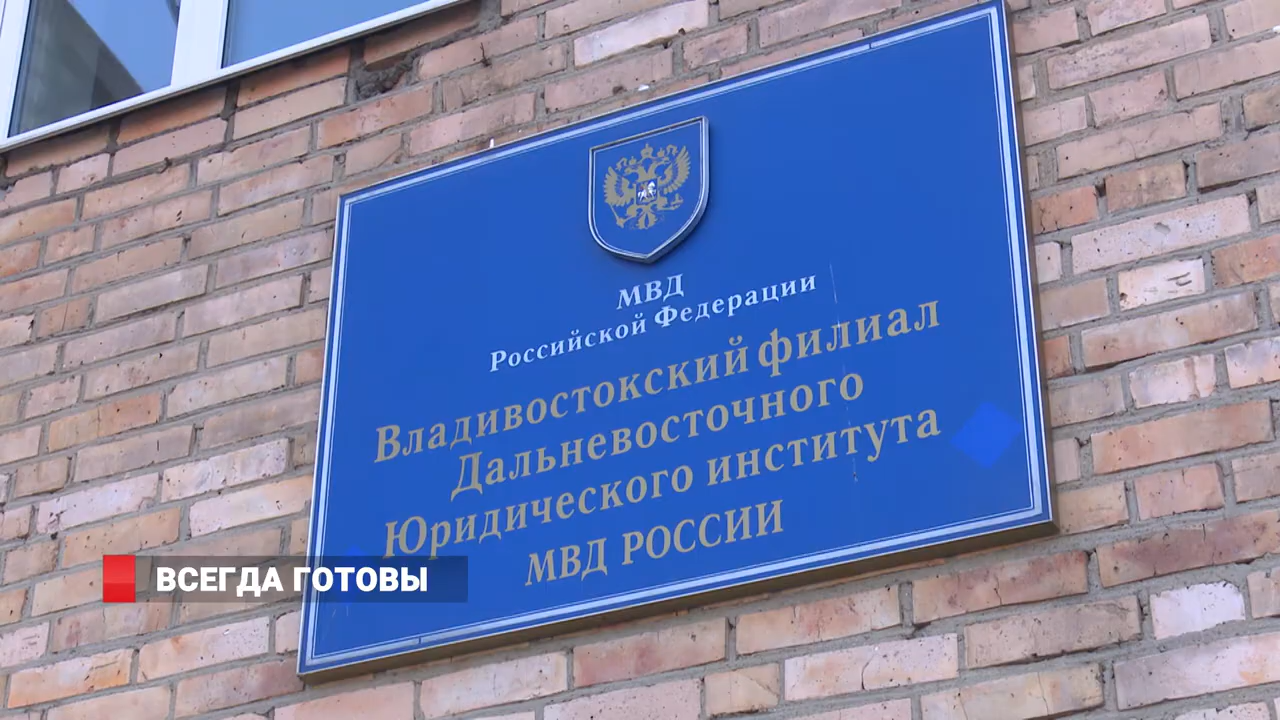 МВД
Российской Федерации
Владивостокский филиал
Дальневосточного
Юридического института
МВД РОССИИ
ВСЕГДА ГОТОВЫ